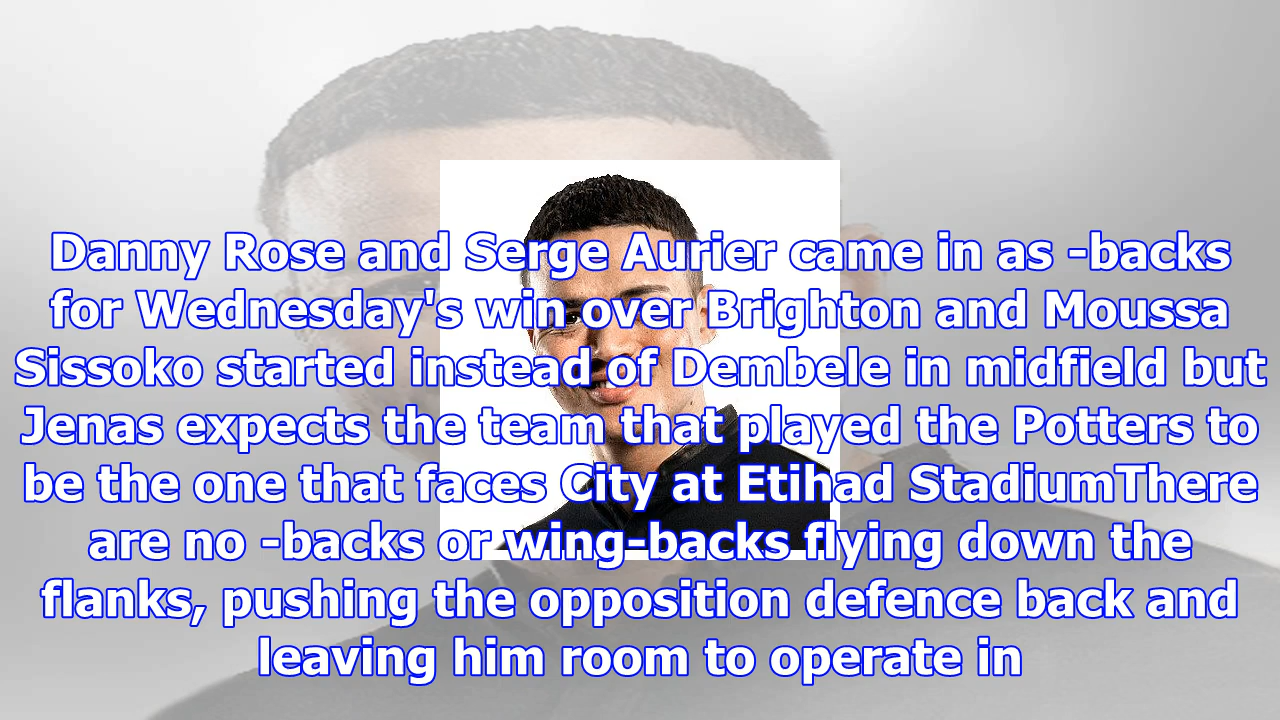 Danny Rose and Serge Aurier came in as -backs
for Wednesday's win over Brighton and Moussa
Sissoko started instead of Dembele in midfield but
Jenas expects the team that played the Potters to
be the one that faces City at Etihad StadiumThere
are no -backs or wing-backs flying down the
flanks, pushing the opposition defence back and
leaving him room to operate in